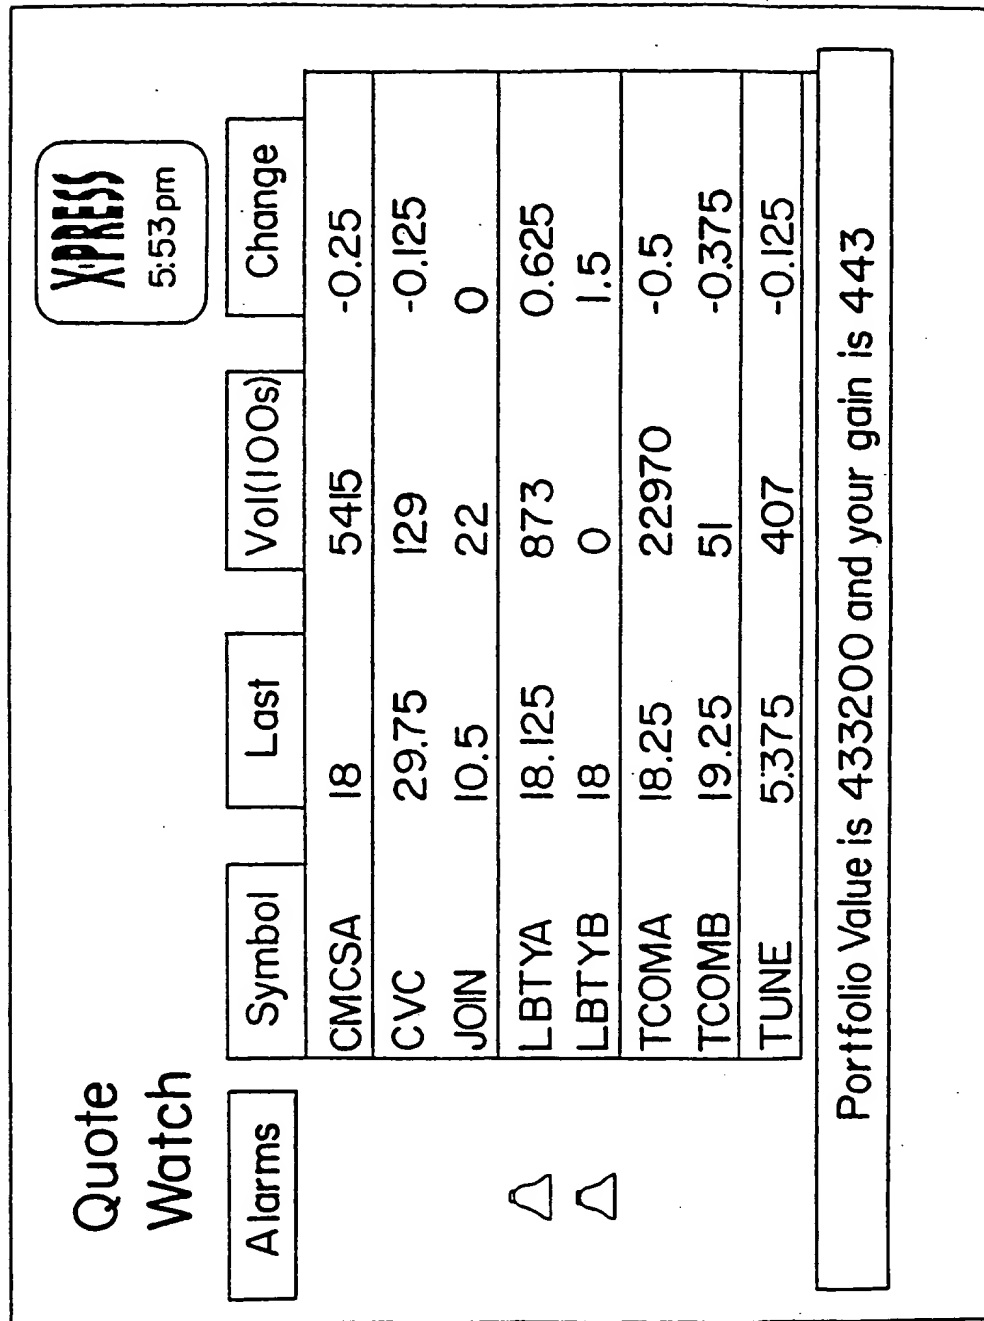 Quote
Watch
X·PRESS
5:53pm
Alarms Symbol Last Vol(100s) Change
CMCSA 18 5415 -0.25
CVC 29.75 129 -0.125
JOIN 10.5 22 0
LBTYA 18.125 873 0.625
LBTYB 18 0 1.5
TCOMA 18.25 22970 -0.5
TCOMB 19.25 51 -0.375
TUNE 5.375 407 -0.125
Portfolio Value is 433200 and your gain is 443